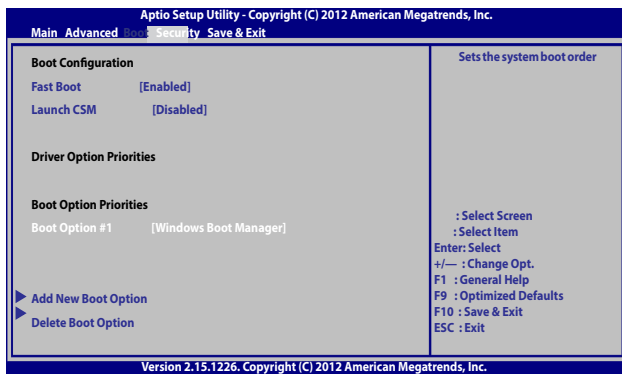 Aptio Setup Utility - Copyright (C) 2012 American Megatrends, Inc.
Main Advanced Boot Security Save & Exit
Boot Configuration
Fast Boot [Enabled]
Launch CSM [Disabled]
Driver Option Priorities
Boot Option Priorities
Boot Option #1 [Windows Boot Manager]
Add New Boot Option
Delete Boot Option
Sets the system boot order
: Select Screen
: Select Item
Enter: Select
+/— : Change Opt.
F1 : General Help
F9 : Optimized Defaults
F10 : Save & Exit
ESC : Exit
Version 2.15.1226. Copyright (C) 2012 American Megatrends, Inc.